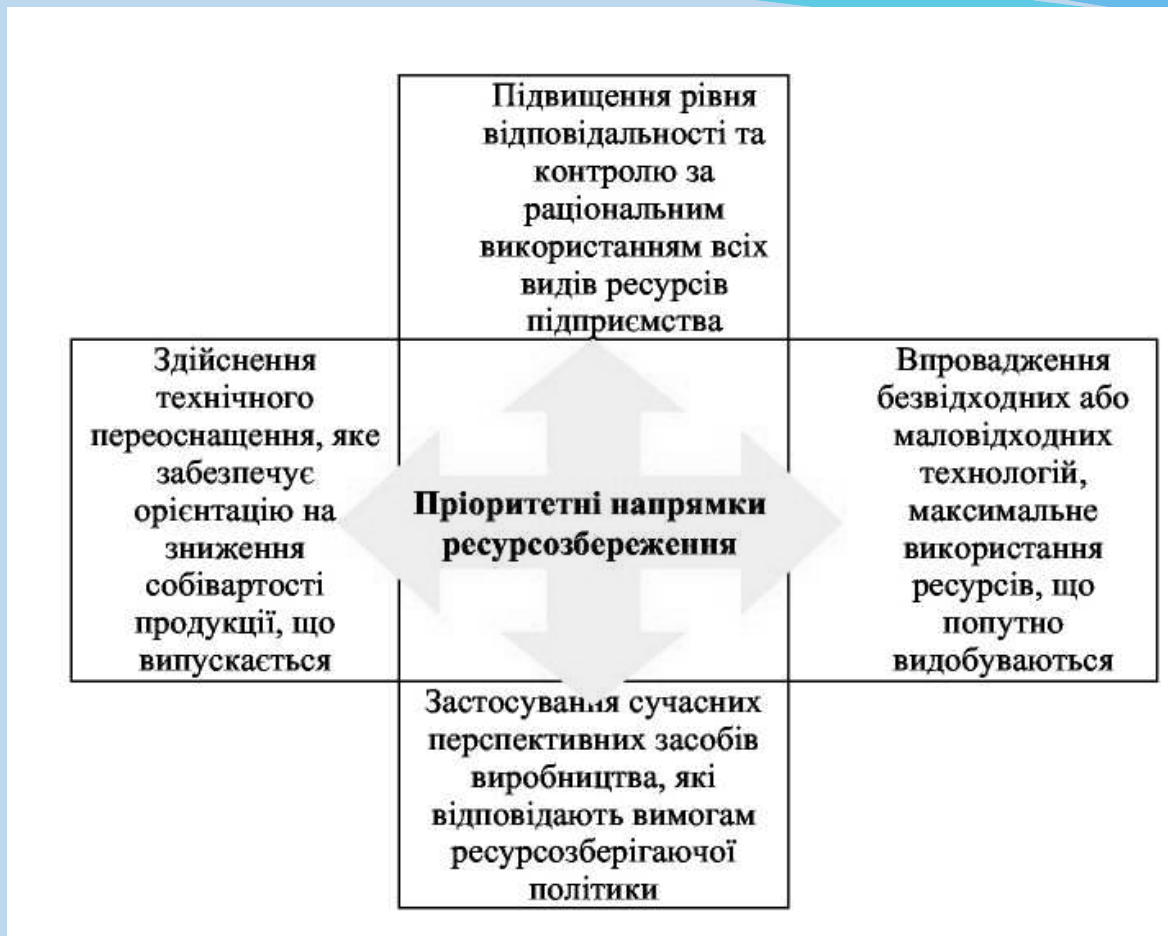 Підвищення рівня
відповідальності та
контролю за
раціональним
використанням всіх
видів ресурсів
підприємства
Здійснення
технічного
переоснащення, яке
забезпечує
орієнтацію на
зниження
собівартості
продукції, що
випускається
Пріоритетні напрямки
ресурсозбереження
Впровадження
безвідходних або
маловідходних
технологій,
максимальне
використання
ресурсів, що
попутно
видобуваються
Застосування сучасних
перспективних засобів
виробництва, які
відповідають вимогам
ресурсозберігаючої
політики